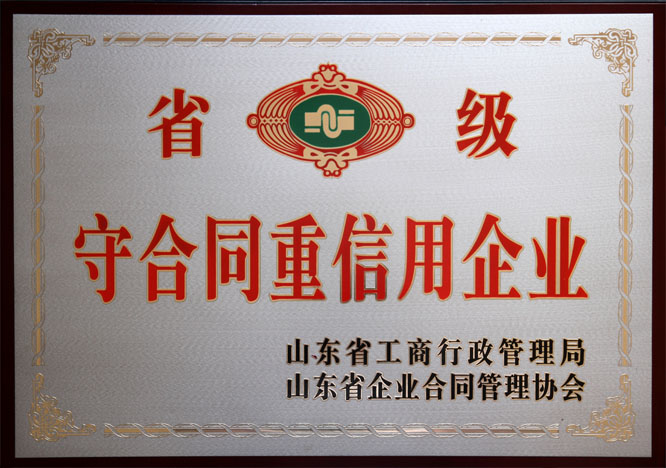 省 级
守合同重信用企业
山东省工商行政管理局
山东省企业合同管理协会